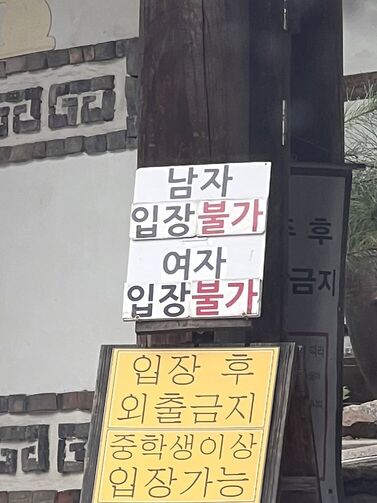 남자
입장불가
여자
입장불가
입장 후
외출금지
중학생이상
입장가능
후
금지